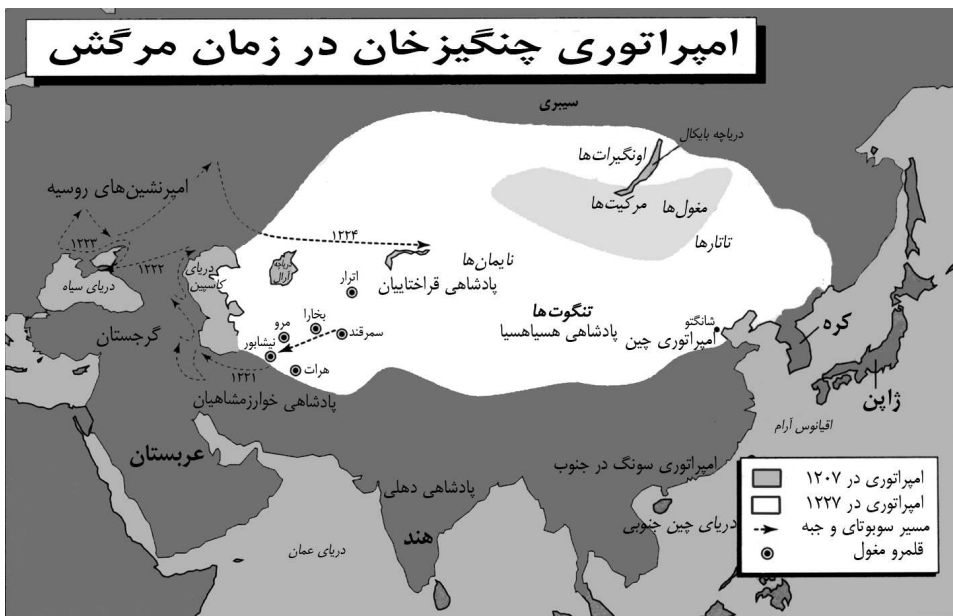 امپراتوری چنگیزخان در زمان مرگش
سیبری
دریاچه بایکال
اونگیرات‌ها
مرکیت‌ها
مغول‌ها
تاتارها
امیرنشین‌های روسیه
۱۲۲۳
۱۲۲۲
۱۲۲۴
دریای سیاه
دریای
کاسپین
دریاچه
آرال
نایمان‌ها
پادشاهی قراختاییان
اترار
بخارا
سمرقند
مرو
نیشابور
هرات
۱۲۲۱
گرجستان
پادشاهی خوارزمشاهیان
تنگوت‌ها
پادشاهی هسیاهسیا
شانگتو
امپراتوری چین
کره
ژاپن
اقیانوس آرام
عربستان
امپراتوری سونگ در جنوب
پادشاهی دهلی
هند
دریای چین جنوبی
دریای عمان
امپراتوری در ۱۲۰۷
امپراتوری در ۱۲۲۷
مسیر سوبوتای و جبه
قلمرو مغول